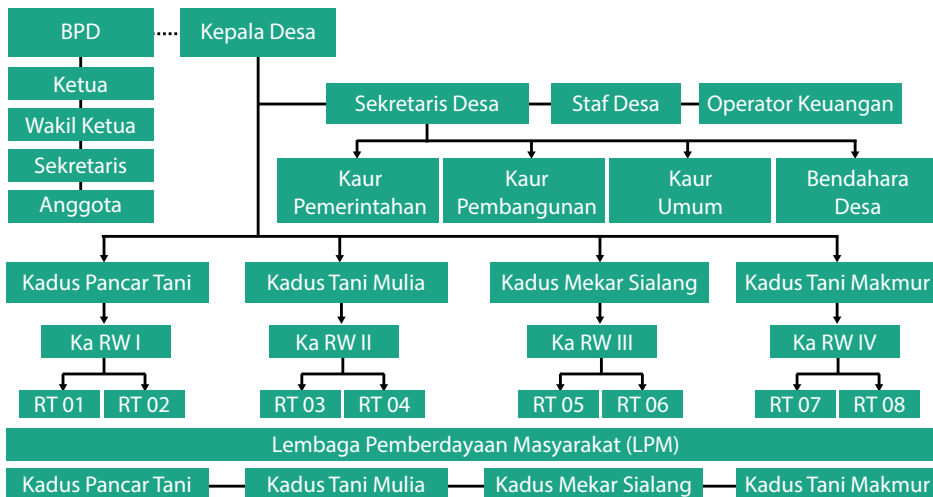 BPD
Kepala Desa
Ketua
Wakil Ketua
Sekretaris
Anggota
Sekretaris Desa
Staf Desa
Operator Keuangan
Kaur
Pemerintahan
Kaur
Pembangunan
Kaur
Umum
Bendahara
Desa
Kadus Pancar Tani
Kadus Tani Mulia
Kadus Mekar Sialang
Kadus Tani Makmur
Ka RW I
Ka RW II
Ka RW III
Ka RW IV
RT 01
RT 02
RT 03
RT 04
RT 05
RT 06
RT 07
RT 08
Lembaga Pemberdayaan Masyarakat (LPM)
Kadus Pancar Tani
Kadus Tani Mulia
Kadus Mekar Sialang
Kadus Tani Makmur